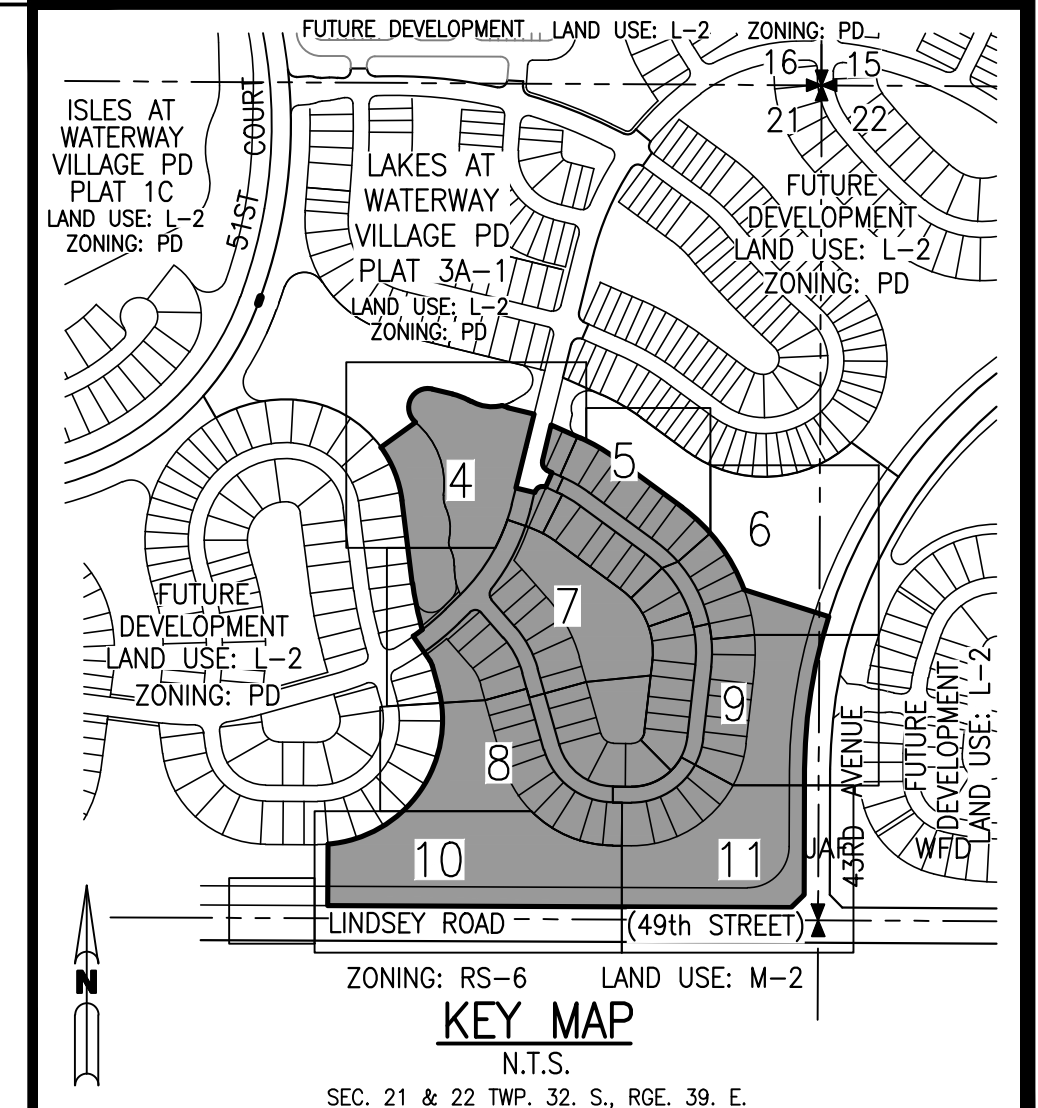 FUTURE DEVELOPMENT LAND USE: L-2 ZONING: PD
16 15
21 22
ISLES AT
WATERWAY
VILLAGE PD
PLAT 1C
LAND USE: L-2
ZONING: PD
51ST COURT
LAKES AT
WATERWAY
VILLAGE PD
PLAT 3A-1
LAND USE: L-2
ZONING: PD
FUTURE
DEVELOPMENT
LAND USE: L-2
ZONING: PD
4
5
6
7
FUTURE
DEVELOPMENT
LAND USE: L-2
ZONING: PD
8
9
10
11
43RD AVENUE
FUTURE
DEVELOPMENT
LAND USE: L-2
WFD
LINDSEY ROAD (49th STREET)
ZONING: RS-6 LAND USE: M-2
N
KEY MAP
N.T.S.
SEC. 21 & 22 TWP. 32. S., RGE. 39. E.